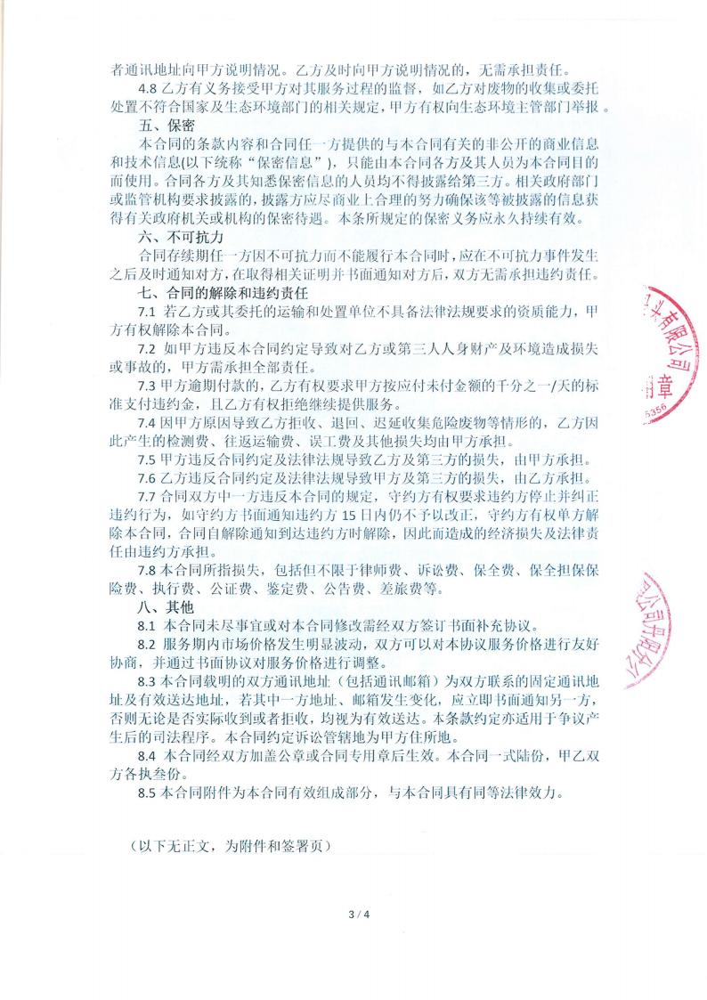 者通讯地址向甲方说明情况。乙方及时向甲方说明情况的，无需承担责任。
4.8 乙方有义务接受甲方对其服务过程的监督，如乙方对废物的收集或委托
处置不符合国家及生态环境部门的相关规定，甲方有权向生态环境主管部门举报。
五、保密
本合同的条款内容和合同任一方提供的与本合同有关的非公开的商业信息
和技术信息(以下统称“保密信息”)，只能由本合同各方及其人员为本合同目的
而使用。合同各方及其知悉保密信息的人员均不得披露给第三方。相关政府部门
或监管机构要求披露的，披露方应尽商业上合理的努力确保该等被披露的信息获
得有关政府机关或机构的保密待遇。本条所规定的保密义务应永久持续有效。
六、不可抗力
合同存续期任一方因不可抗力而不能履行本合同时，应在不可抗力事件发生
之后及时通知对方，在取得相关证明并书面通知对方后，双方无需承担违约责任。
七、合同的解除和违约责任
7.1 若乙方或其委托的运输和处置单位不具备法律法规要求的资质能力，甲
方有权解除本合同。
7.2 如甲方违反本合同约定导致对乙方或第三人人身财产及环境造成损失
或事故的，甲方需承担全部责任。
7.3 甲方逾期付款的，乙方有权要求甲方按应付未付金额的千分之一/天的标
准支付违约金，且乙方有权拒绝继续提供服务。
7.4 因甲方原因导致乙方拒收、退回、迟延收集危险废物等情形的，乙方因
此产生的检测费、往返运输费、误工费及其他损失均由甲方承担。
7.5 甲方违反合同约定及法律法规导致乙方及第三方的损失，由甲方承担。
7.6 乙方违反合同约定及法律法规导致甲方及第三方的损失，由乙方承担。
7.7 合同双方中一方违反本合同的规定，守约方有权要求违约方停止并纠正
违约行为，如守约方书面通知违约方 15 日内仍不予以改正，守约方有权单方解
除本合同，合同自解除通知到达违约方时解除，因此而造成的经济损失及法律责
任由违约方承担。
7.8 本合同所指损失，包括但不限于律师费、诉讼费、保全费、保全担保保
险费、执行费、公证费、鉴定费、公告费、差旅费等。
八、其他
8.1 本合同未尽事宜或对本合同修改需经双方签订书面补充协议。
8.2 服务期内市场价格发生明显波动，双方可以对本协议服务价格进行友好
协商，并通过书面协议对服务价格进行调整。
8.3 本合同载明的双方通讯地址（包括通讯邮箱）为双方联系的固定通讯地
址及有效送达地址，若其中一方地址、邮箱发生变化，应立即书面通知另一方，
否则无论是否实际收到或者拒收，均视为有效送达。本条款约定亦适用于争议产
生后的司法程序。本合同约定诉讼管辖地为甲方住所地。
8.4 本合同经双方加盖公章或合同专用章后生效。本合同一式陆份，甲乙双
方各执叁份。
8.5 本合同附件为本合同有效组成部分，与本合同具有同等法律效力。
（以下无正文，为附件和签署页）
3 / 4
头有限公司
章
5356
公司丹阳分公